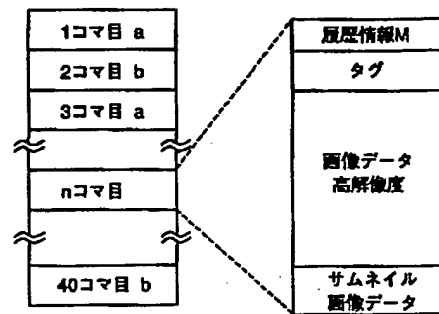 1コマ目 a
2コマ目 b
3コマ目 a
nコマ目
40コマ目 b
履歴情報M
タグ
画像データ
高解像度
サムネイル
画像データ